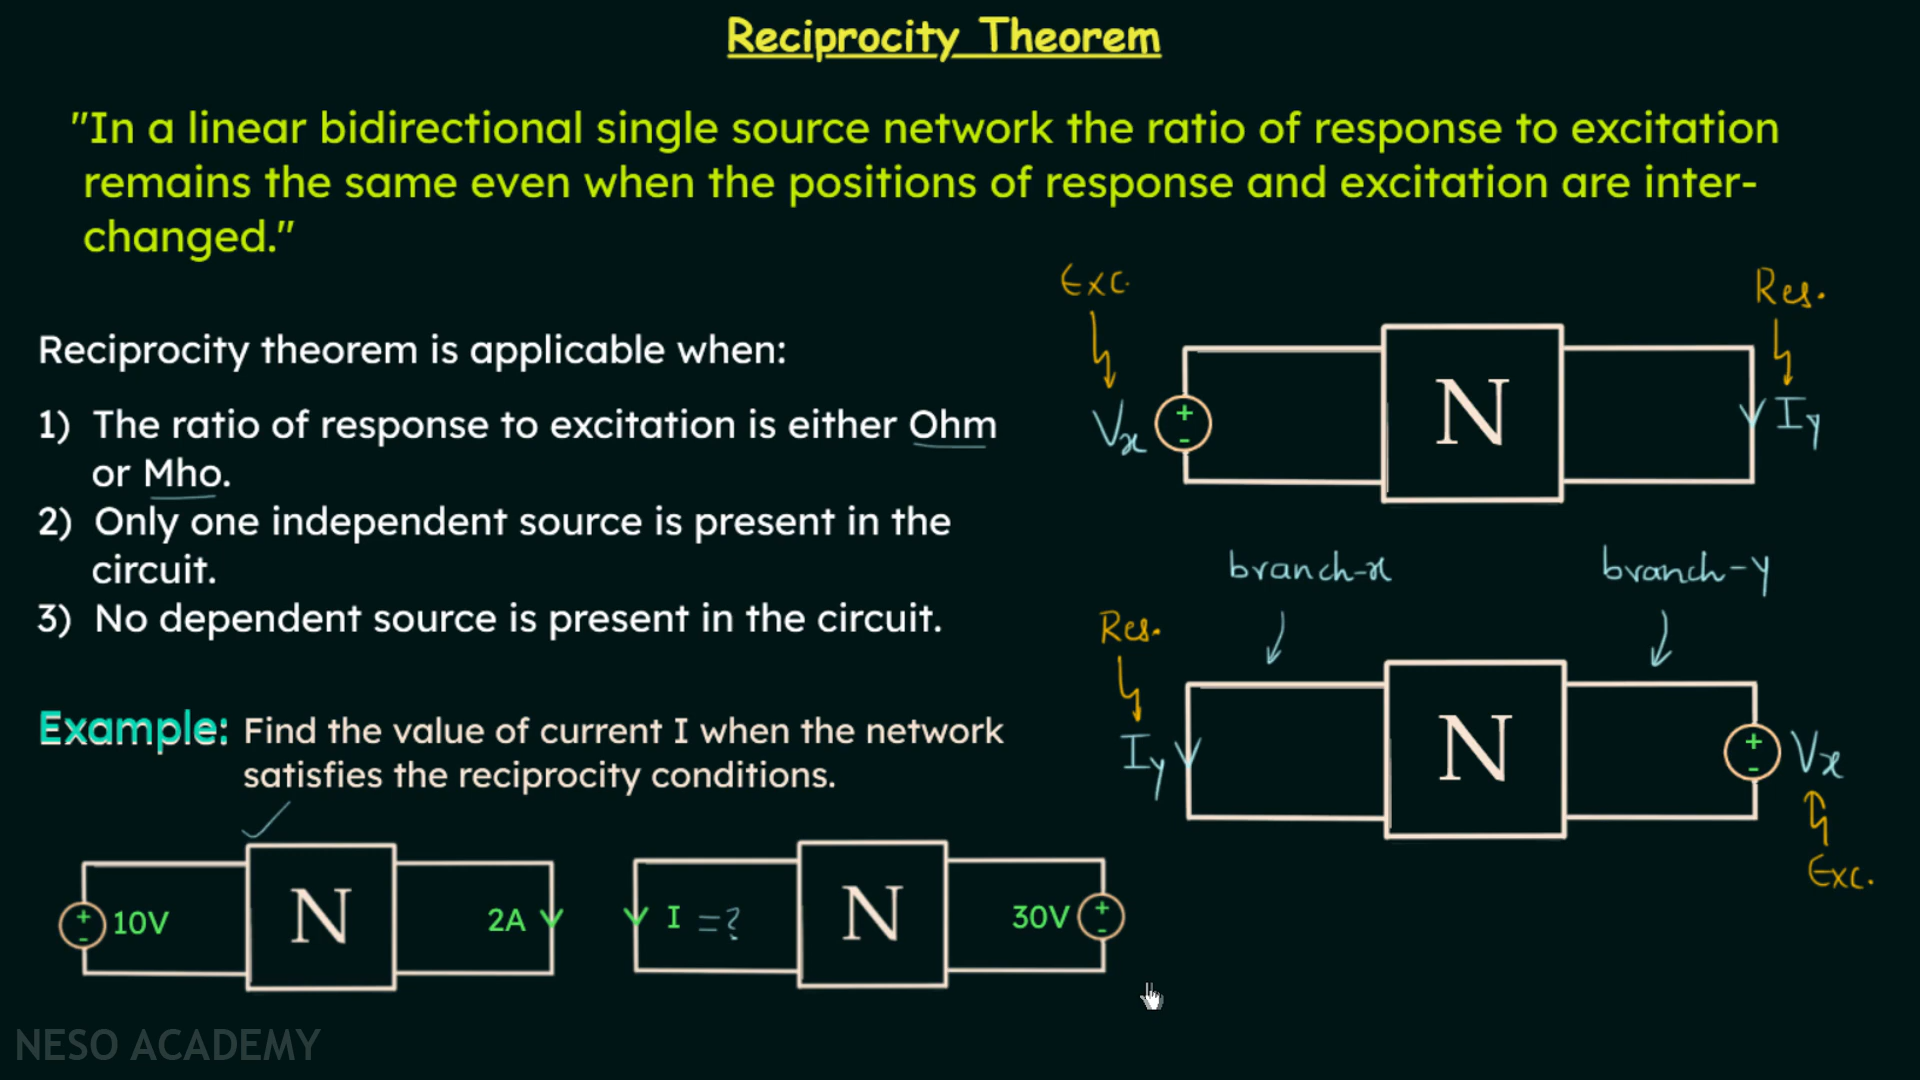 Reciprocity Theorem
"In a linear bidirectional single source network the ratio of response to excitation
remains the same even when the positions of response and excitation are inter-
changed."
Reciprocity theorem is applicable when:
1) The ratio of response to excitation is either Ohm
or Mho.
2) Only one independent source is present in the
circuit.
3) No dependent source is present in the circuit.
Example: Find the value of current I when the network
satisfies the reciprocity conditions.
+
-
10V
N
2A
I =?
N
30V
+
-
Exc.
Res.
Vx
+
-
N
Iy
branch-x
branch-y
Res.
Iy
N
+
-
Vx
Exc.
NESO ACADEMY